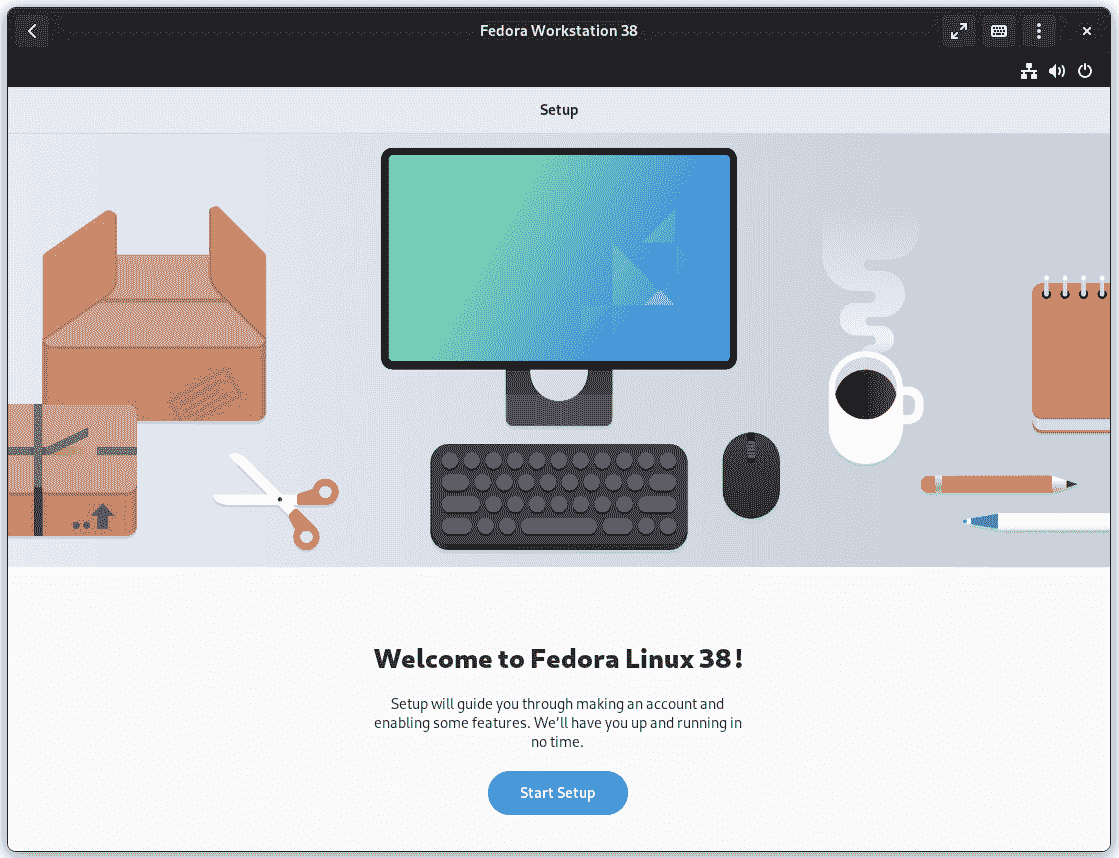 Fedora Workstation 38
Setup
Welcome to Fedora Linux 38!
Setup will guide you through making an account and
enabling some features. We'll have you up and running in
no time.
Start Setup